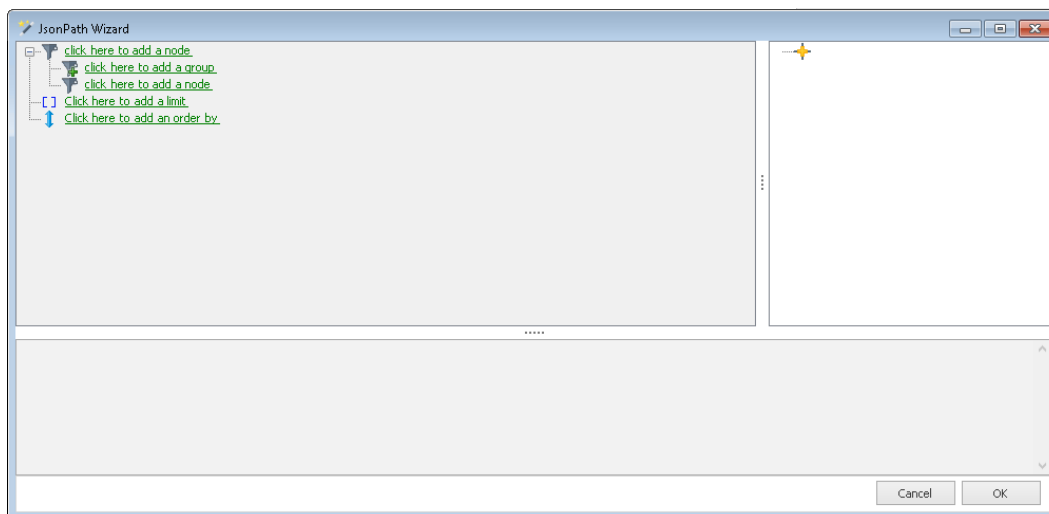 JsonPath Wizard
click here to add a node
click here to add a group
click here to add a node
Click here to add a limit
Click here to add an order by
Cancel
OK